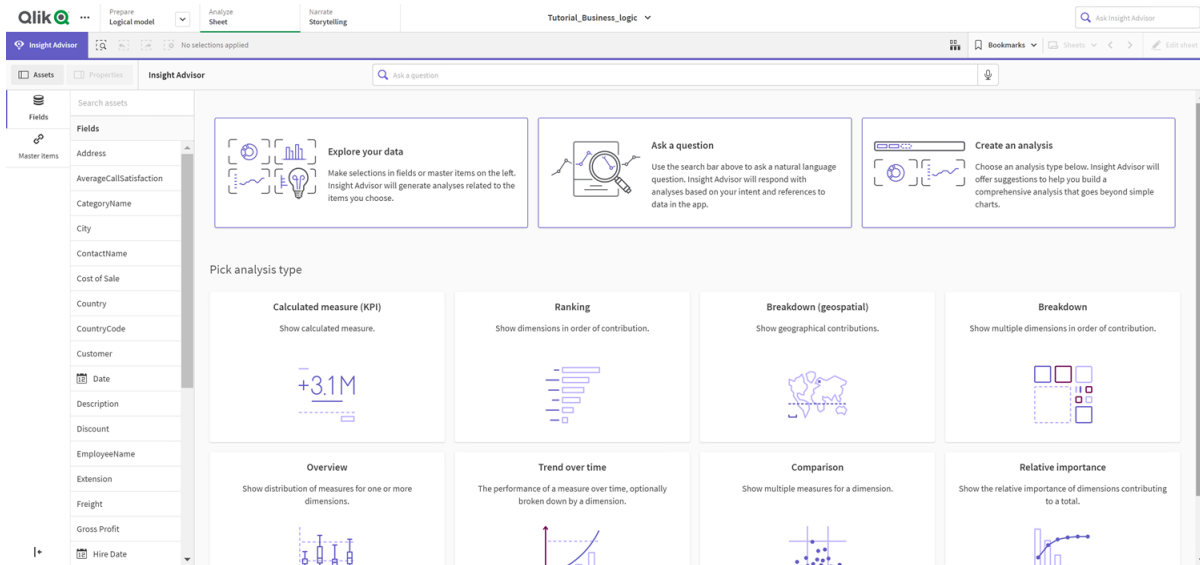 Qlik
Prepare
Logical model
Analyze
Sheet
Narrate
Storytelling
Tutorial_Business_logic
Ask Insight Advisor
Insight Advisor
No selections applied
Bookmarks
Sheets
Edit sheet
Assets
Properties
Insight Advisor
Ask a question
Fields
Master Items
Search assets
Fields
Address
AverageCallSatisfaction
CategoryName
City
ContactName
Cost of Sale
Country
CountryCode
Customer
Date
Description
Discount
EmployeeName
Extension
Freight
Gross Profit
Hire Date
Explore your data
Make selections in fields or master items on the left.
Insight Advisor will generate analyses related to the
items you choose.
Ask a question
Use the search bar above to ask a natural language
question. Insight Advisor will respond with
analyses based on your intent and references to
data in the app.
Create an analysis
Choose an analysis type below. Insight Advisor will
offer suggestions to help you build a
comprehensive analysis that goes beyond simple
charts.
Pick analysis type
Calculated measure (KPI)
Show calculated measure.
+3.1M
Ranking
Show dimensions in order of contribution.
Breakdown (geospatial)
Show geographical contributions.
Breakdown
Show multiple dimensions in order of contribution.
Overview
Show distribution of measures for one or more
dimensions.
Trend over time
The performance of a measure over time, optionally
broken down by a dimension.
Comparison
Show multiple measures for a dimension.
Relative importance
Show the relative importance of dimensions contributing
to a total.